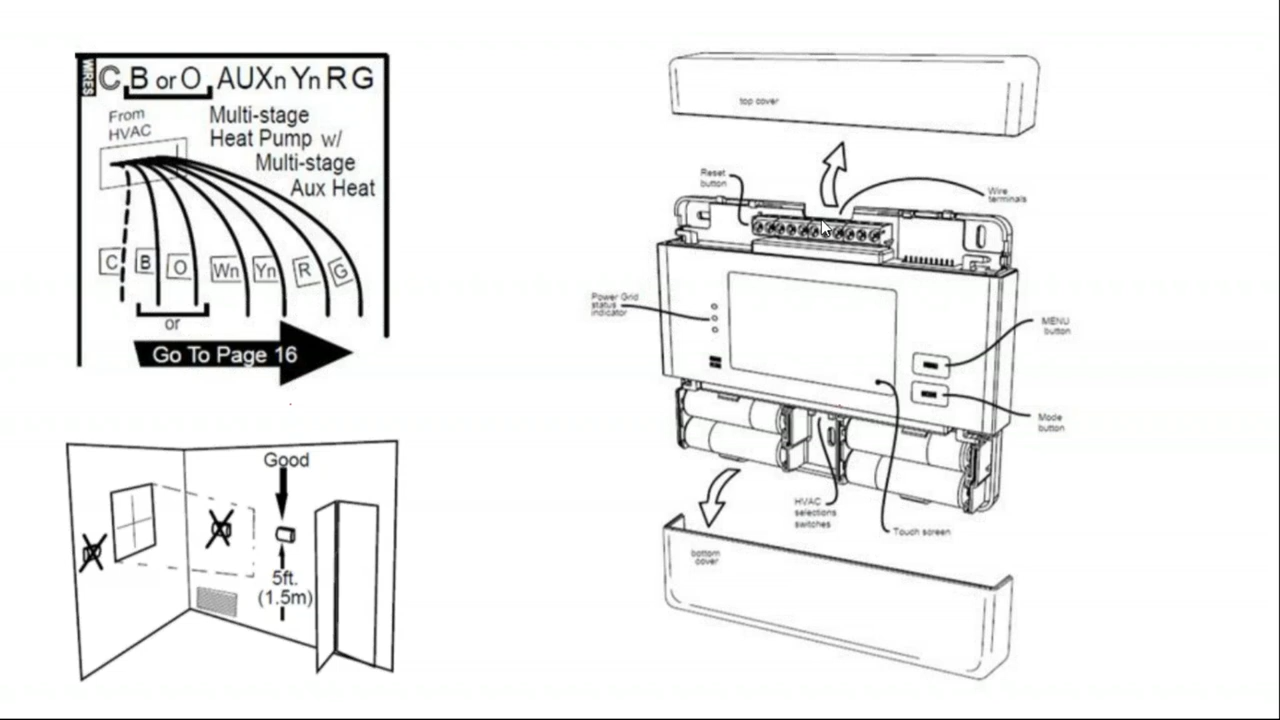 WIRES
C B or O AUXn Yn R G
From
HVAC
Multi-stage
Heat Pump w/
Multi-stage
Aux Heat
C B O Wn Yn R G
or
Go To Page 16
Good
5ft.
(1.5m)
top cover
Reset
button
Wire
terminals
Power Grid
status
indicator
MENU
button
Mode
button
HVAC
selections
switches
Touch screen
bottom
cover